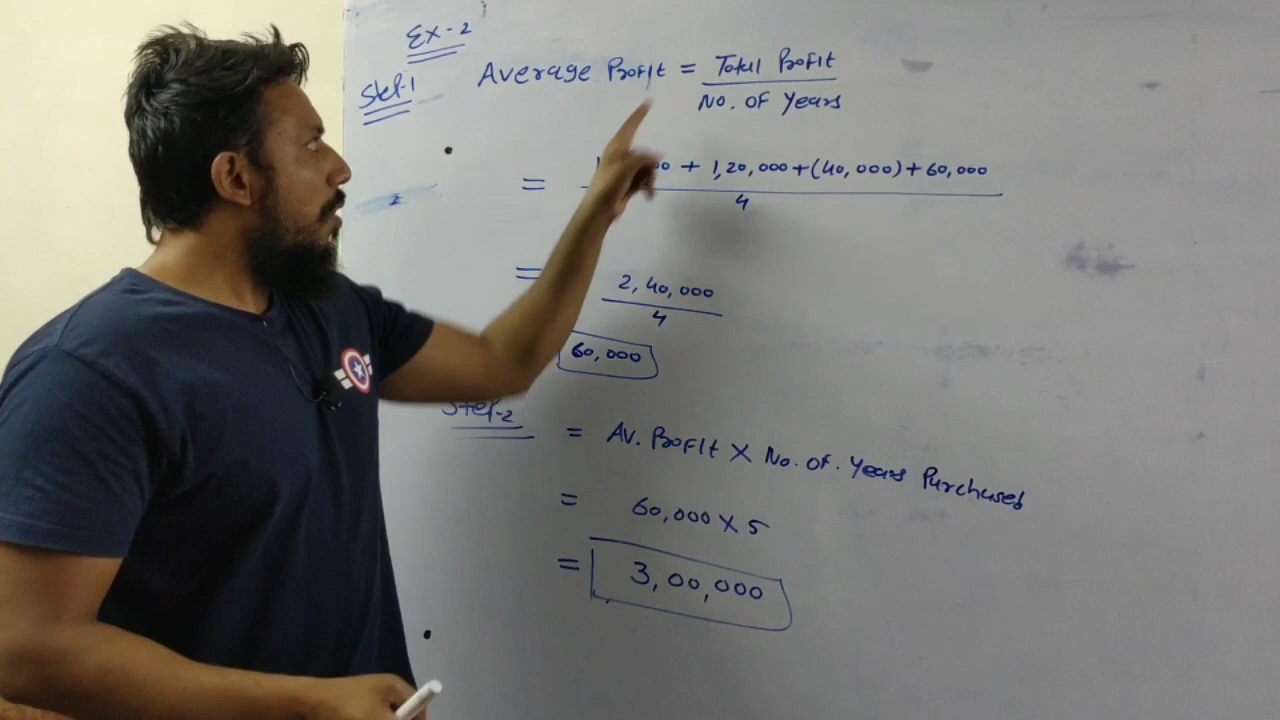 Ex-2
Step-1
Average Profit = Total Profit
No. of Years
= + 1,20,000 + (40,000) + 60,000
4
= 2,40,000
4
60,000
Step-2
= Av. Profit X No. of. Years Purchased
= 60,000 X 5
= 3,00,000